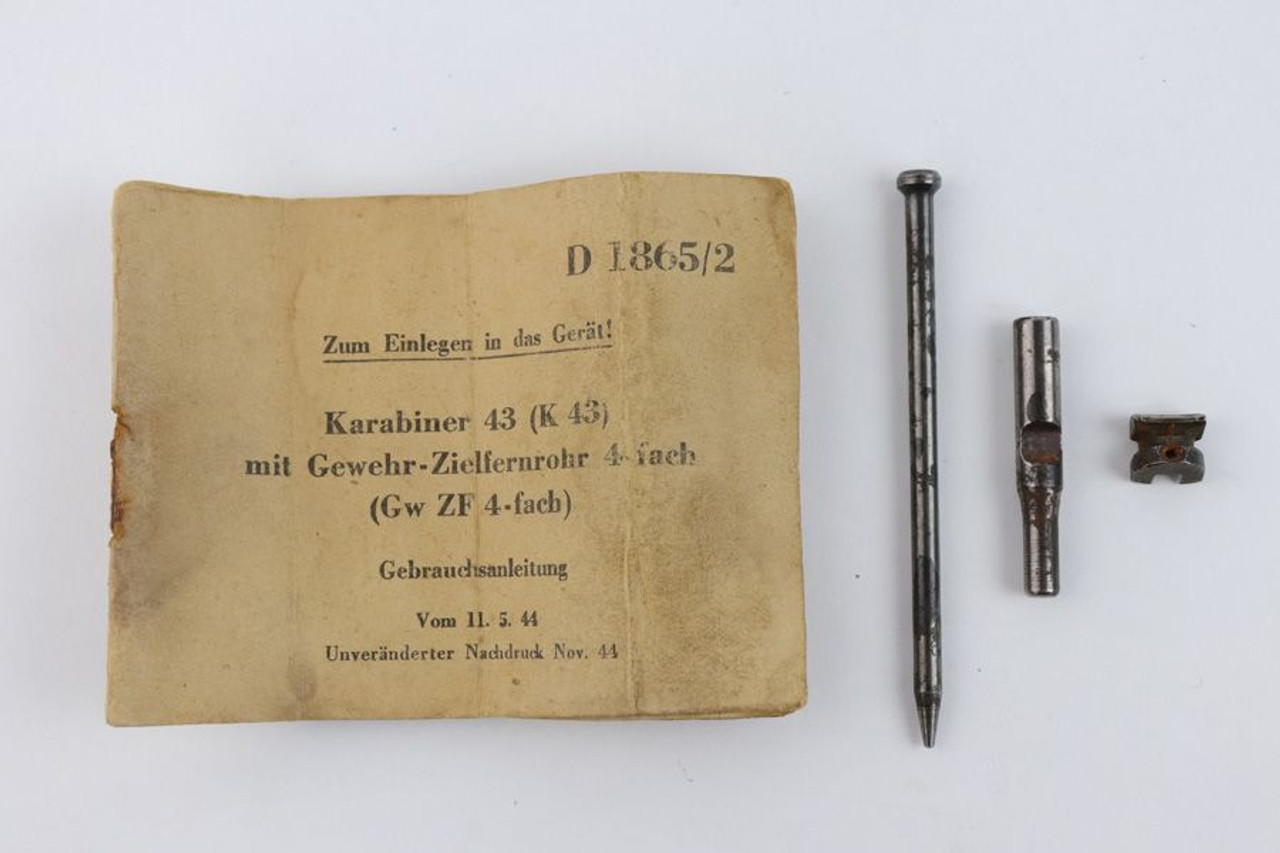 D 1865/2
Zum Einlegen in das Gerät!
Karabiner 43 (K 43)
mit Gewehr-Zielfernrohr 4-fach
(Gw ZF 4-fach)
Gebrauchsanleitung
Vom 11. 5. 44
Unveränderter Nachdruck Nov. 44